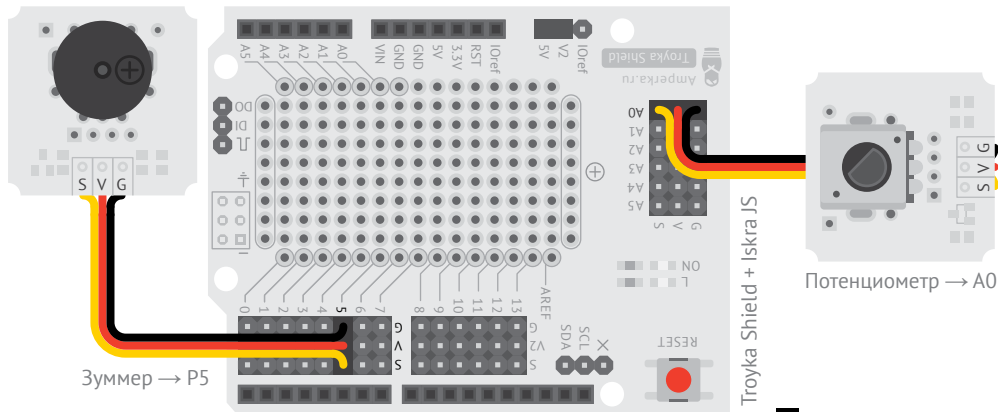 A5 A4 A3 A2 A1 A0 VIN GND GND 5V 3.3V RST IOref
5V V2 IOref
Troyka Shield
Amperka.ru
DO
DI
S V G
A0
A1
A2
A3
A4
A5
S V G
G
V
S
Потенциометр → A0
ON
L
0 1 2 3 4 5 6 7 8 9 10 11 12 13 AREF
G
V
S
G
V2
S
SDA SCL X
RESET
Зуммер → P5
Troyka Shield + Iskra JS